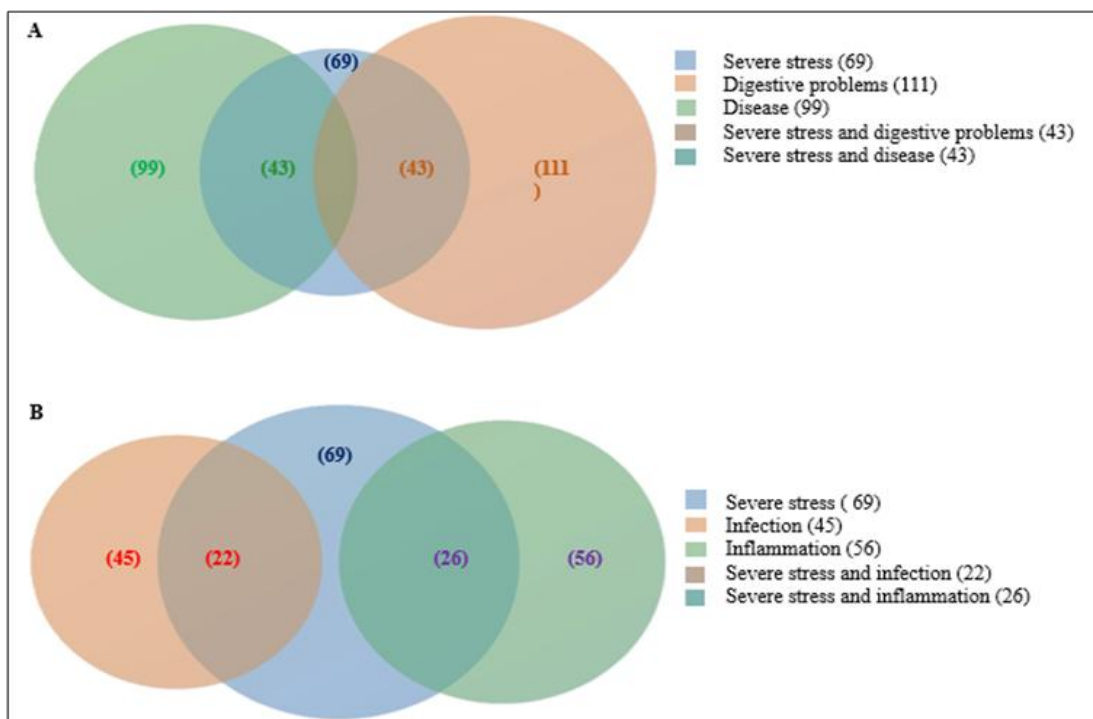 A
(69)
(99)
(43)
(43)
(111
)
Severe stress (69)
Digestive problems (111)
Disease (99)
Severe stress and digestive problems (43)
Severe stress and disease (43)
B
(69)
(45)
(22)
(26)
(56)
Severe stress ( 69)
Infection (45)
Inflammation (56)
Severe stress and infection (22)
Severe stress and inflammation (26)